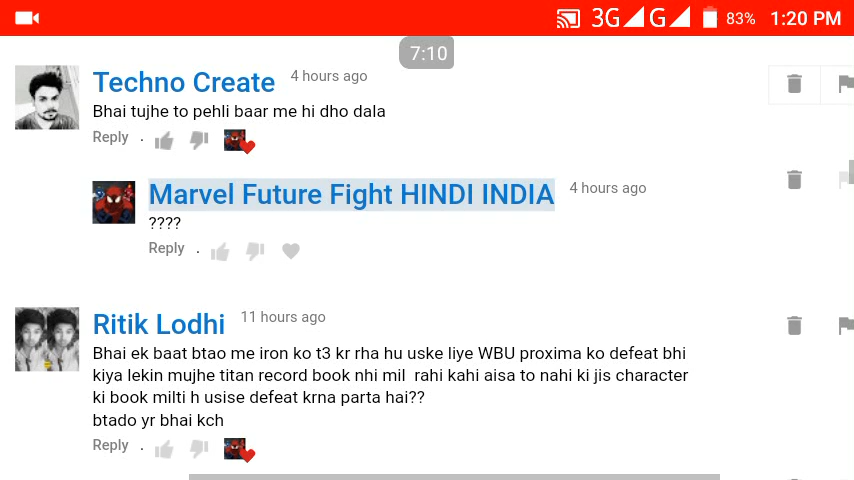 3G G 83% 1:20 PM
7:10
Techno Create 4 hours ago
Bhai tujhe to pehli baar me hi dho dala
Reply .
Marvel Future Fight HINDI INDIA 4 hours ago
????
Reply .
Ritik Lodhi 11 hours ago
Bhai ek baat btao me iron ko t3 kr rha hu uske liye WBU proxima ko defeat bhi
kiya lekin mujhe titan record book nhi mil rahi kahi aisa to nahi ki jis character
ki book milti h usise defeat krna parta hai??
btado yr bhai kch
Reply .